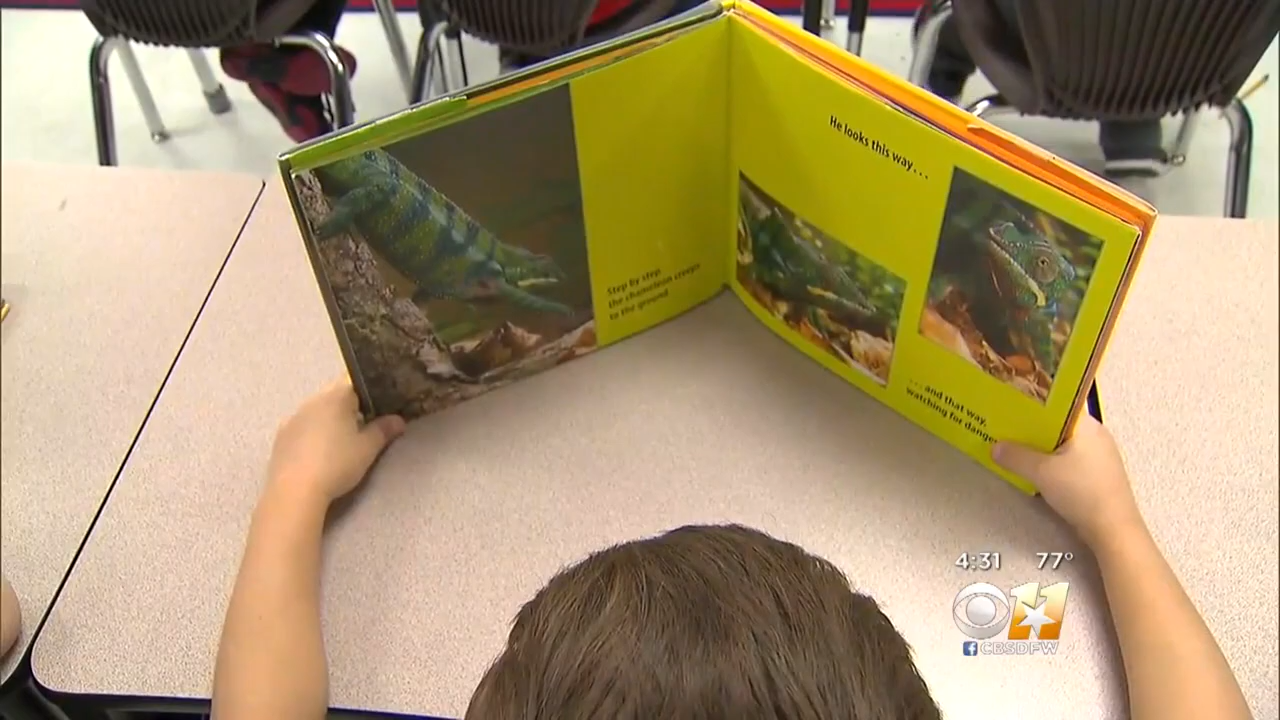 Step by step
the chameleon creeps
to the ground.
He looks this way...
...and that way,
watching for danger
4:31 77°
11
CBSDFW